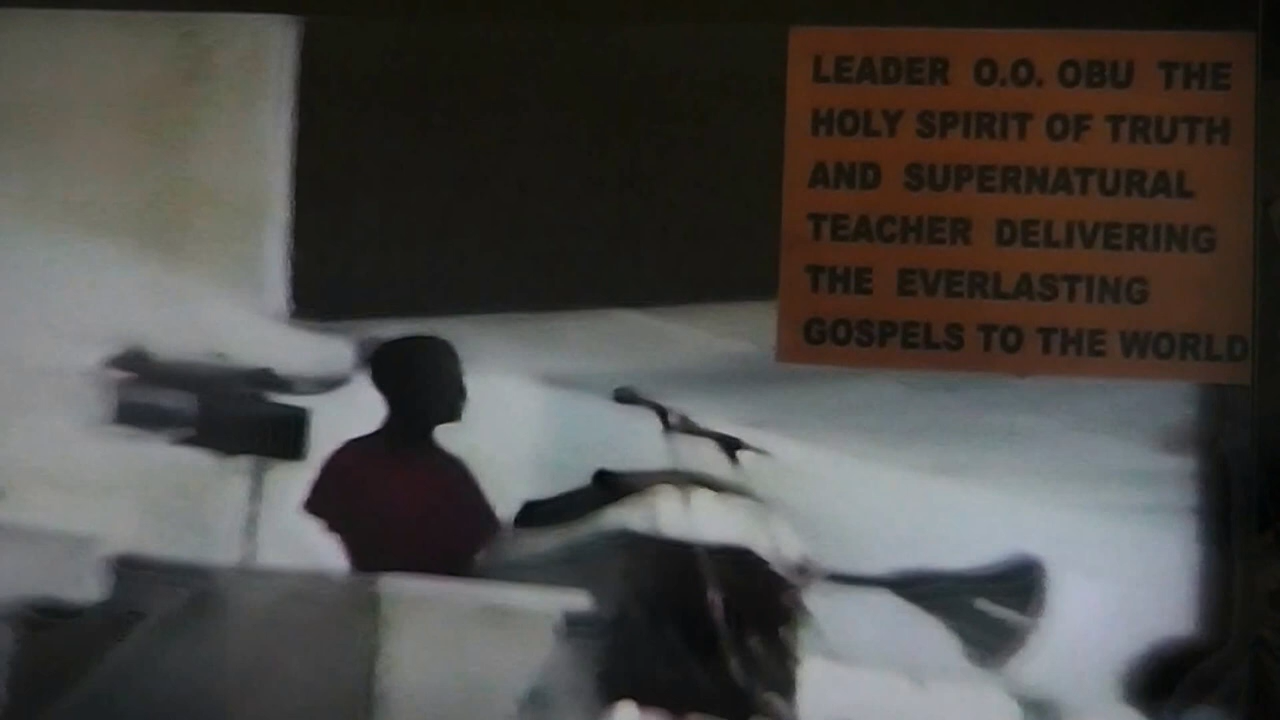 LEADER O.O. OBU THE
HOLY SPIRIT OF TRUTH
AND SUPERNATURAL
TEACHER DELIVERING
THE EVERLASTING
GOSPELS TO THE WORLD